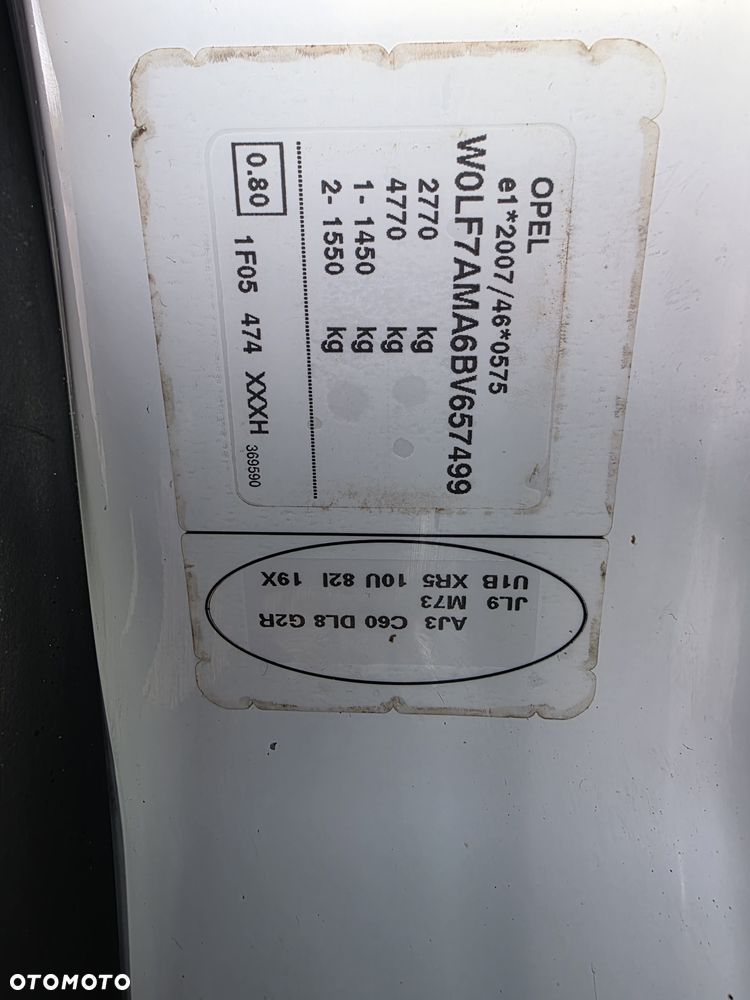 OPEL
e1*2007/46*0575
W0LF7AMA6BV657499
2770 kg
4770 kg
1- 1450 kg
2- 1550 kg
0.80 1F05 474 XXXH 369590
U1B XR5 10U 82I 19X
JL9 M73
AJ3 C60 DL8 G2R
OTOMOTO